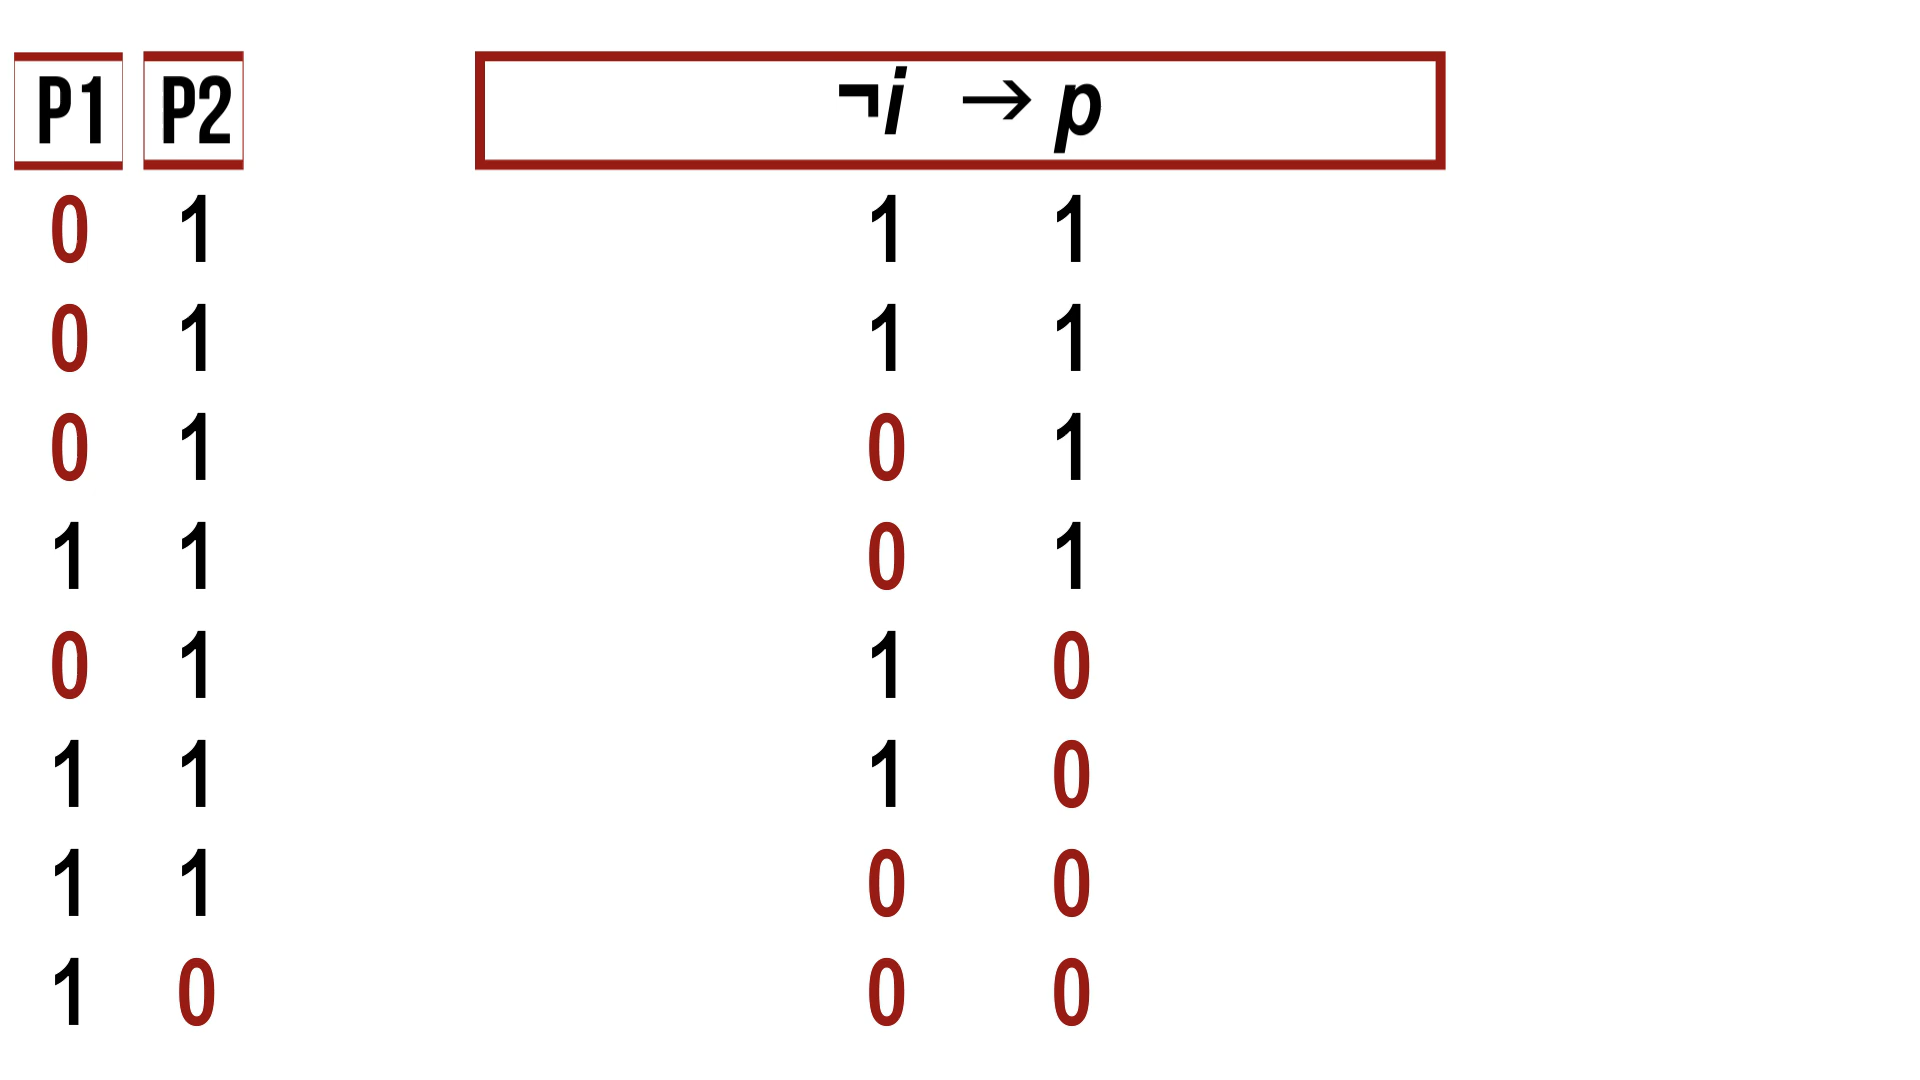 P1 P2 ¬i → p
0 1 1 1
0 1 1 1
0 1 0 1
1 1 0 1
0 1 1 0
1 1 1 0
1 1 0 0
1 0 0 0